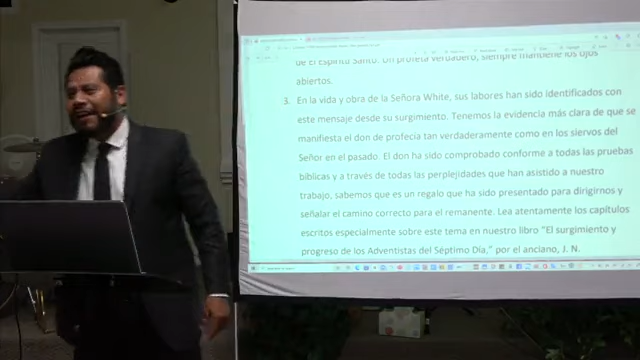 de El Espíritu Santo. Un profeta verdadero, siempre mantiene los ojos
abiertos.
3. En la vida y obra de la Señora White, sus labores han sido identificados con
este mensaje desde su surgimiento. Tenemos la evidencia más clara de que se
manifiesta el don de profecía tan verdaderamente como en los siervos del
Señor en el pasado. El don ha sido comprobado conforme a todas las pruebas
bíblicas y a través de todas las perplejidades que han asistido a nuestro
trabajo, sabemos que es un regalo que ha sido presentado para dirigirnos y
señalar el camino correcto para el remanente. Lea atentamente los capítulos
escritos especialmente sobre este tema en nuestro libro "El surgimiento y
progreso de los Adventistas del Séptimo Día," por el anciano, J. N.